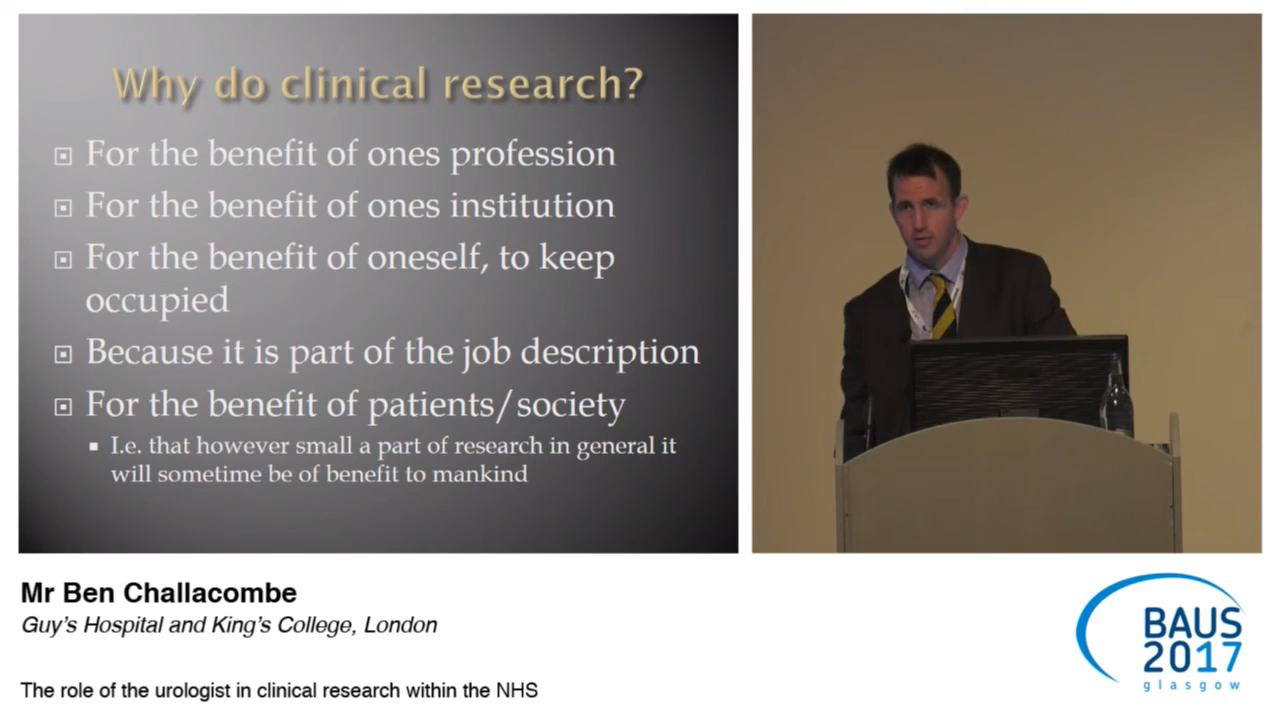 Why do clinical research?
For the benefit of ones profession
For the benefit of ones institution
For the benefit of oneself, to keep
occupied
Because it is part of the job description
For the benefit of patients/society
I.e. that however small a part of research in general it
will sometime be of benefit to mankind
Mr Ben Challacombe
Guy's Hospital and King's College, London
The role of the urologist in clinical research within the NHS
BAUS
2017
glasgow